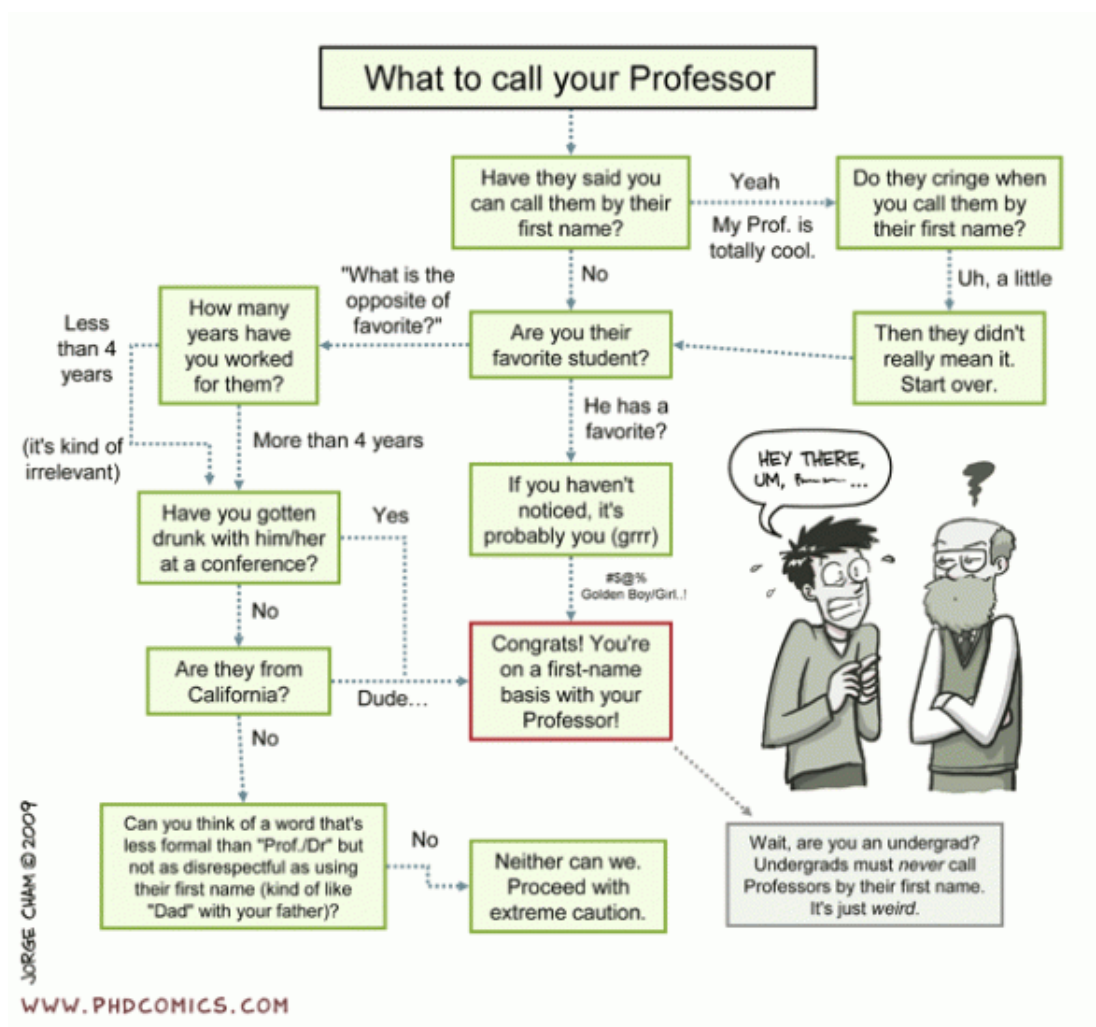 What to call your Professor
Have they said you
can call them by their
first name?
Yeah
My Prof. is
totally cool.
Do they cringe when
you call them by
their first name?
No
Uh, a little
"What is the
opposite of
favorite?"
How many
years have
you worked
for them?
Less
than 4
years
Are you their
favorite student?
Then they didn't
really mean it.
Start over.
He has a
favorite?
(it's kind of
irrelevant)
More than 4 years
HEY THERE,
UM, ...
If you haven't
noticed, it's
probably you (grrr)
Have you gotten
drunk with him/her
at a conference?
Yes
#$@%
Golden Boy/Girl..!
No
Are they from
California?
Dude...
Congrats! You're
on a first-name
basis with your
Professor!
No
Can you think of a word that's
less formal than "Prof./Dr" but
not as disrespectful as using
their first name (kind of like
"Dad" with your father)?
No
Neither can we.
Proceed with
extreme caution.
Wait, are you an undergrad?
Undergrads must never call
Professors by their first name.
It's just weird.
JORGE CHAM © 2009
WWW.PHDCOMICS.COM